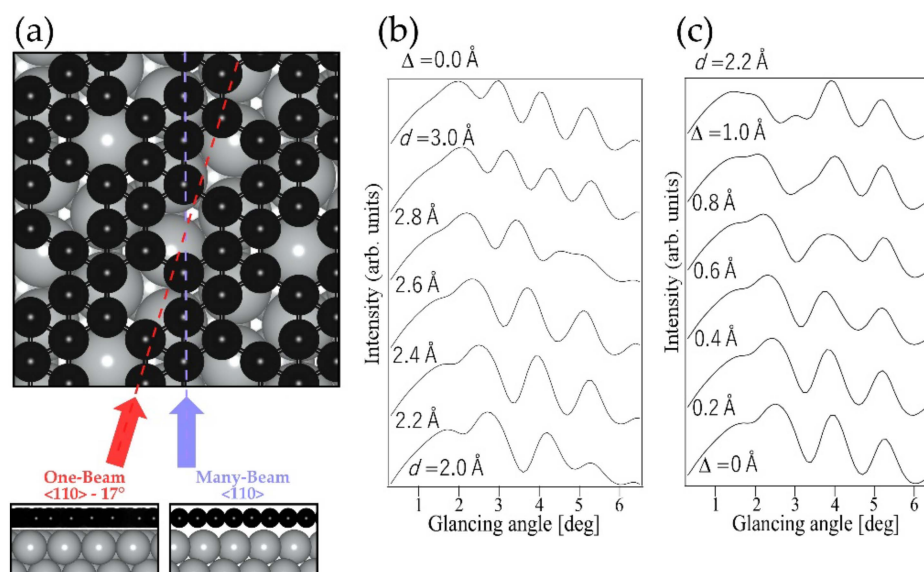 (a)
One-Beam
<110> - 17°
Many-Beam
<110>
(b)
Δ =0.0 Å
d = 3.0 Å
2.8 Å
2.6 Å
2.4 Å
2.2 Å
d = 2.0 Å
Intensity (arb. units)
1 2 3 4 5 6
Glancing angle [deg]
(c)
d = 2.2 Å
Δ = 1.0 Å
0.8 Å
0.6 Å
0.4 Å
0.2 Å
Δ =0 Å
Intensity (arb. units)
1 2 3 4 5 6
Glancing angle [deg]